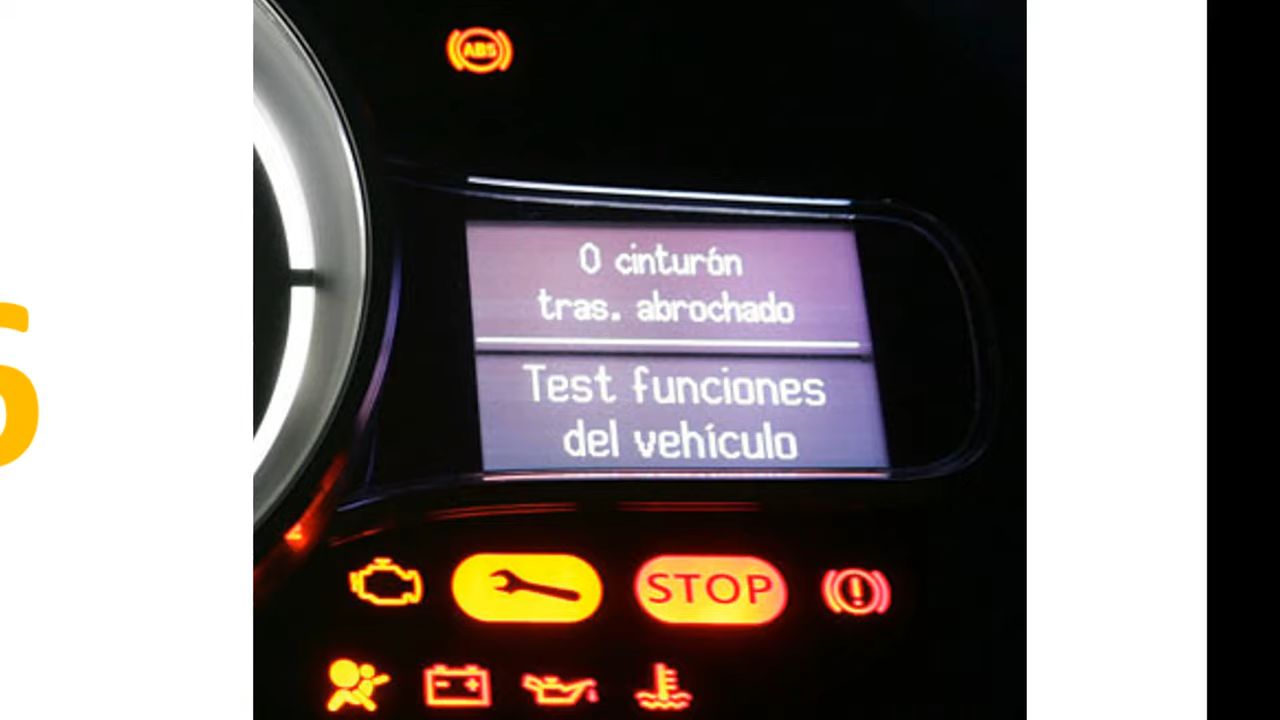 ABS
0 cinturón
tras. abrochado
Test funciones
del vehículo
STOP